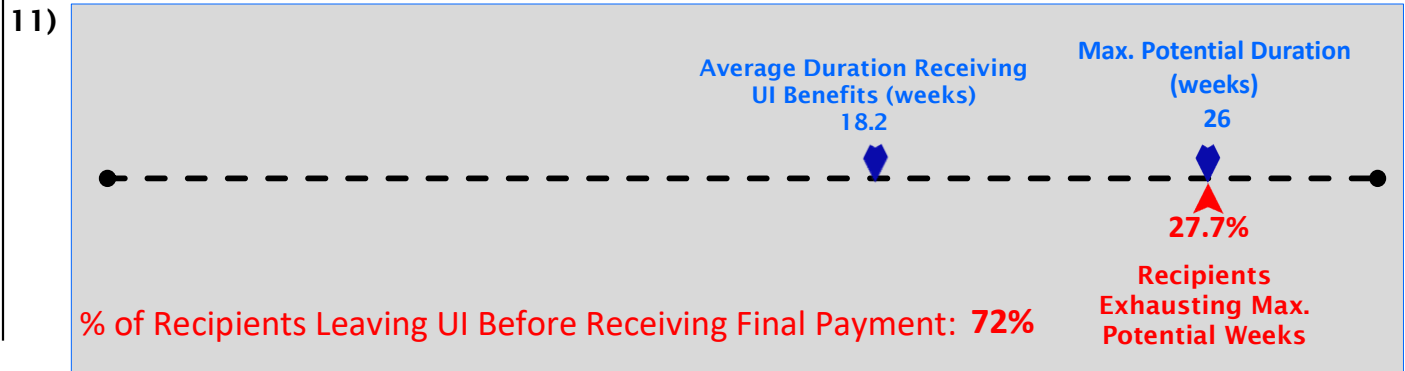 11)
Average Duration Receiving
UI Benefits (weeks)
18.2
Max. Potential Duration
(weeks)
26
27.7%
Recipients
Exhausting Max.
Potential Weeks
% of Recipients Leaving UI Before Receiving Final Payment: 72%